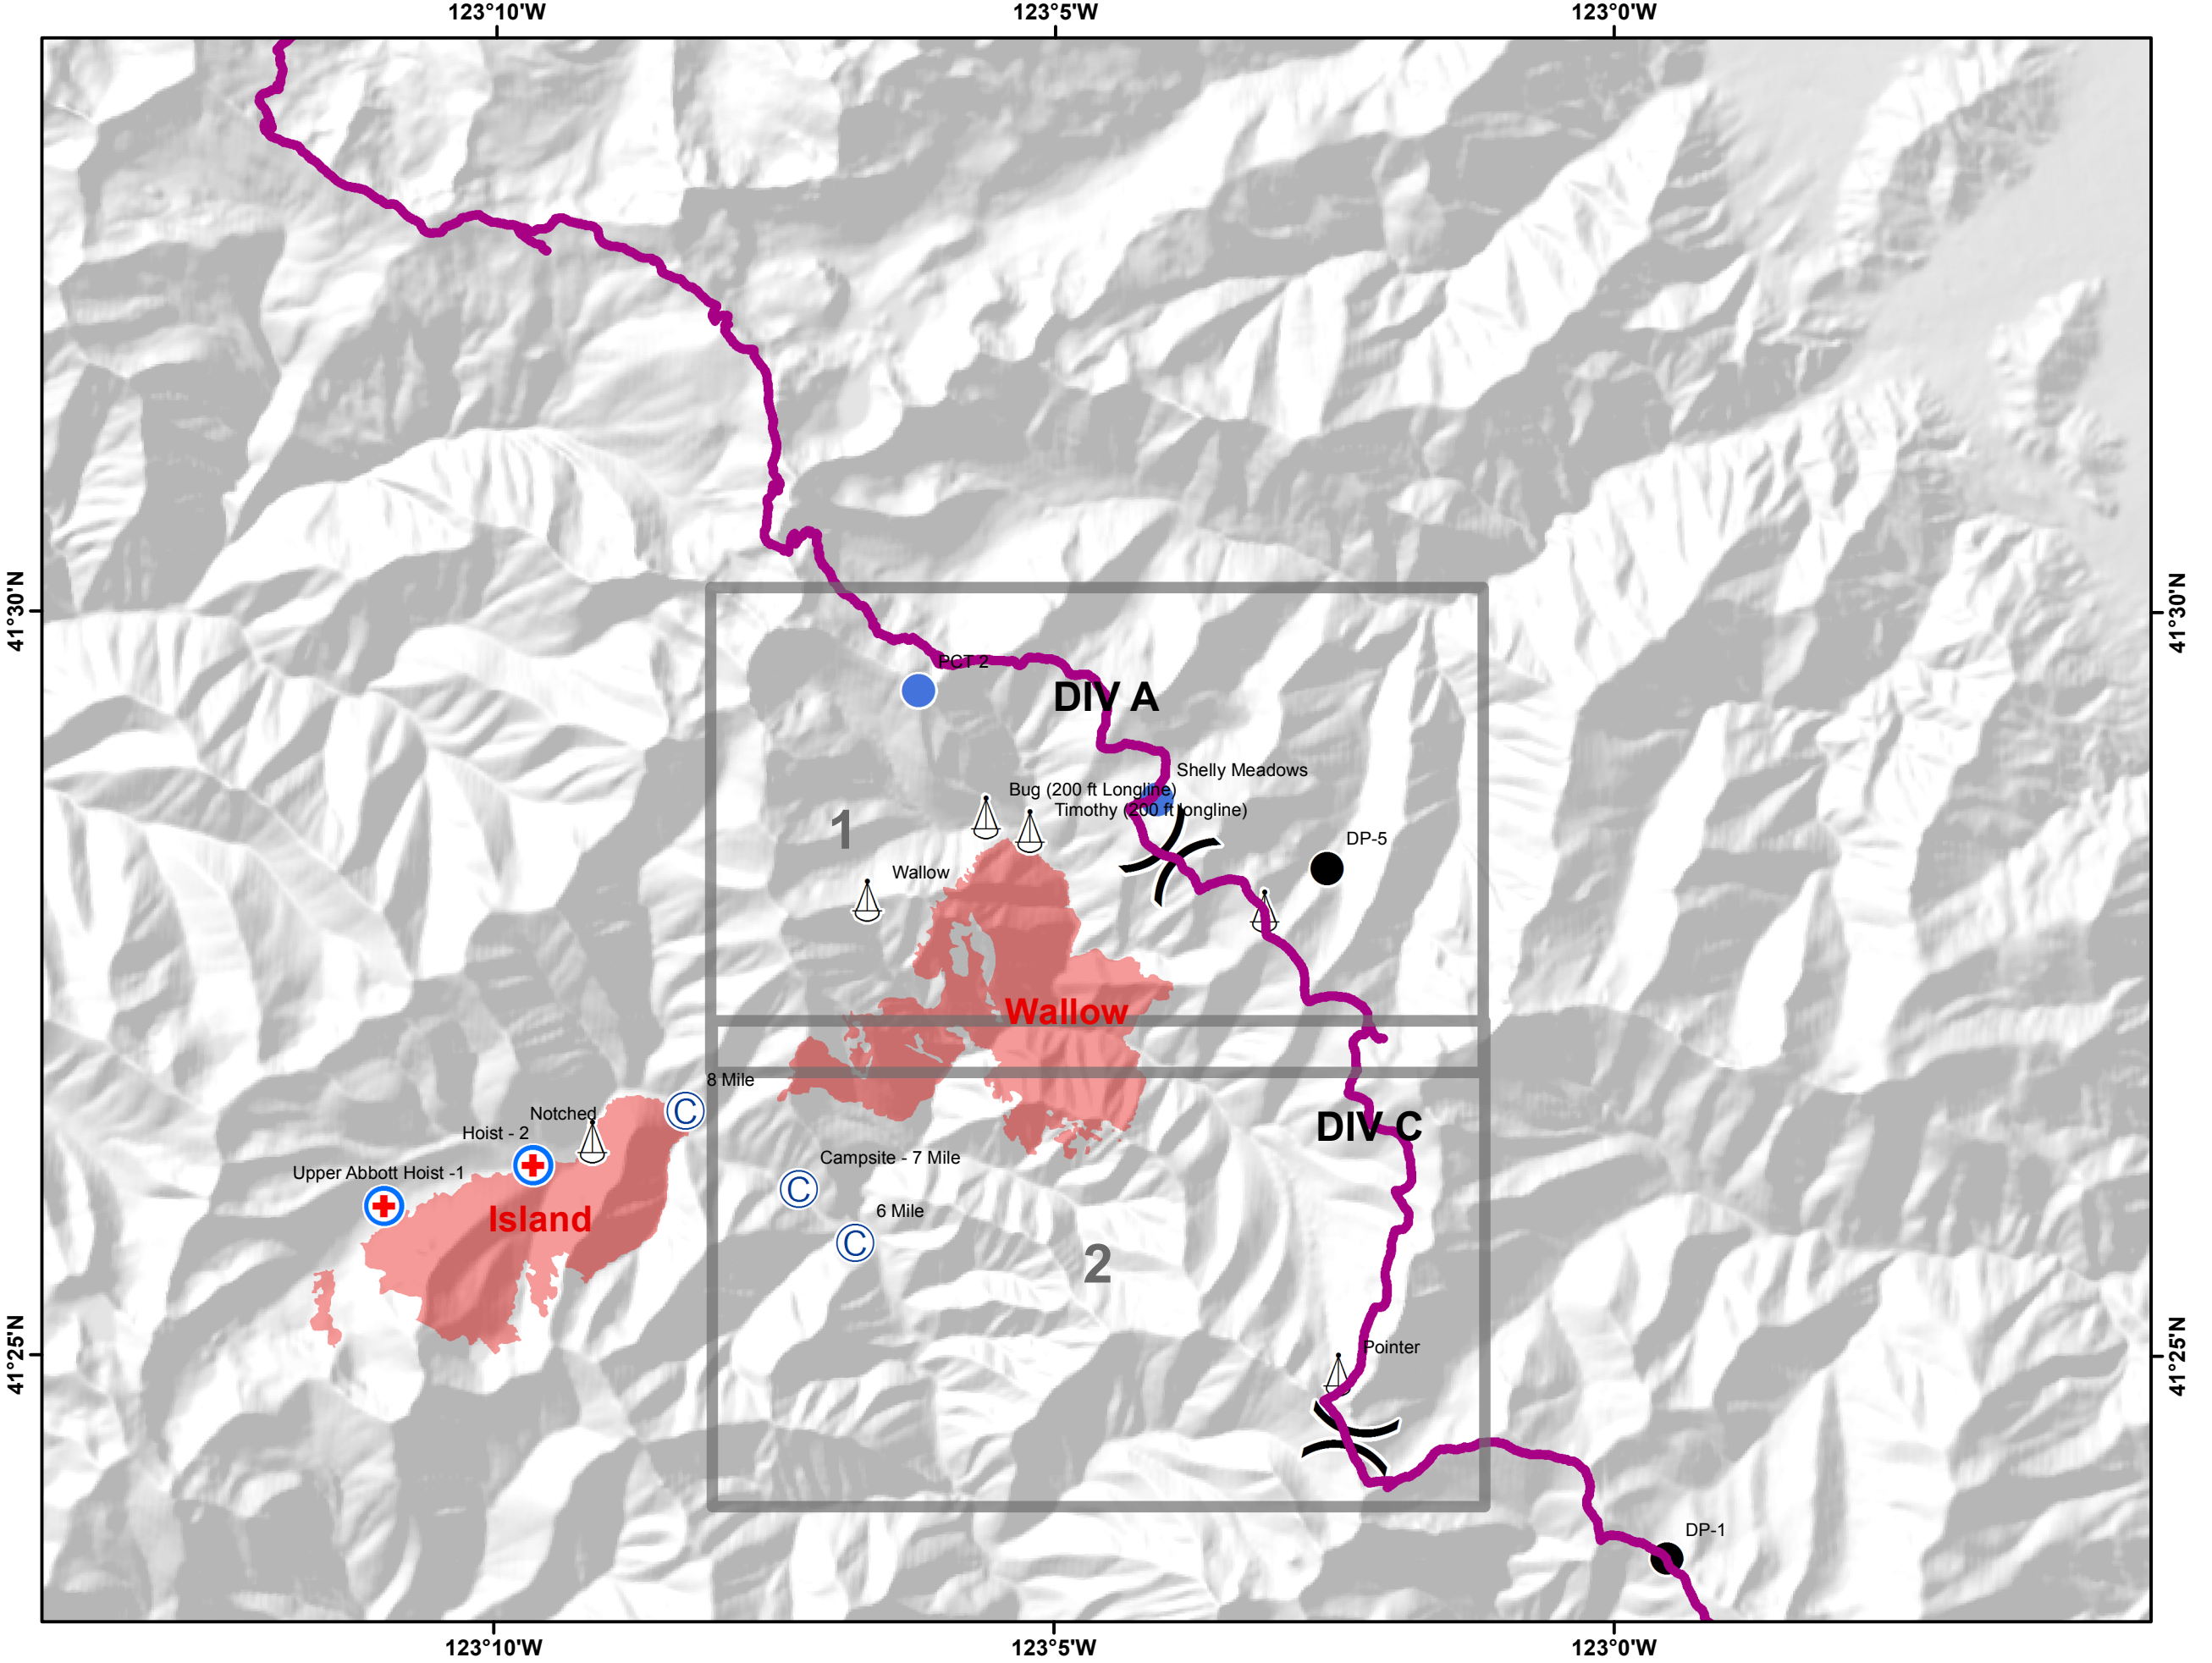 123°10'W
123°5'W
123°0'W
41°30'N
41°30'N
PCT 2
DIV A
Shelly Meadows
Bug (200 ft Longline)
Timothy (200 ft longline)
1
DP-5
Wallow
Wallow
8 Mile
Notched
DIV C
Hoist - 2
Campsite - 7 Mile
Upper Abbott Hoist -1
C
C
C
6 Mile
Island
2
41°25'N
41°25'N
Pointer
DP-1
123°10'W
123°5'W
123°0'W